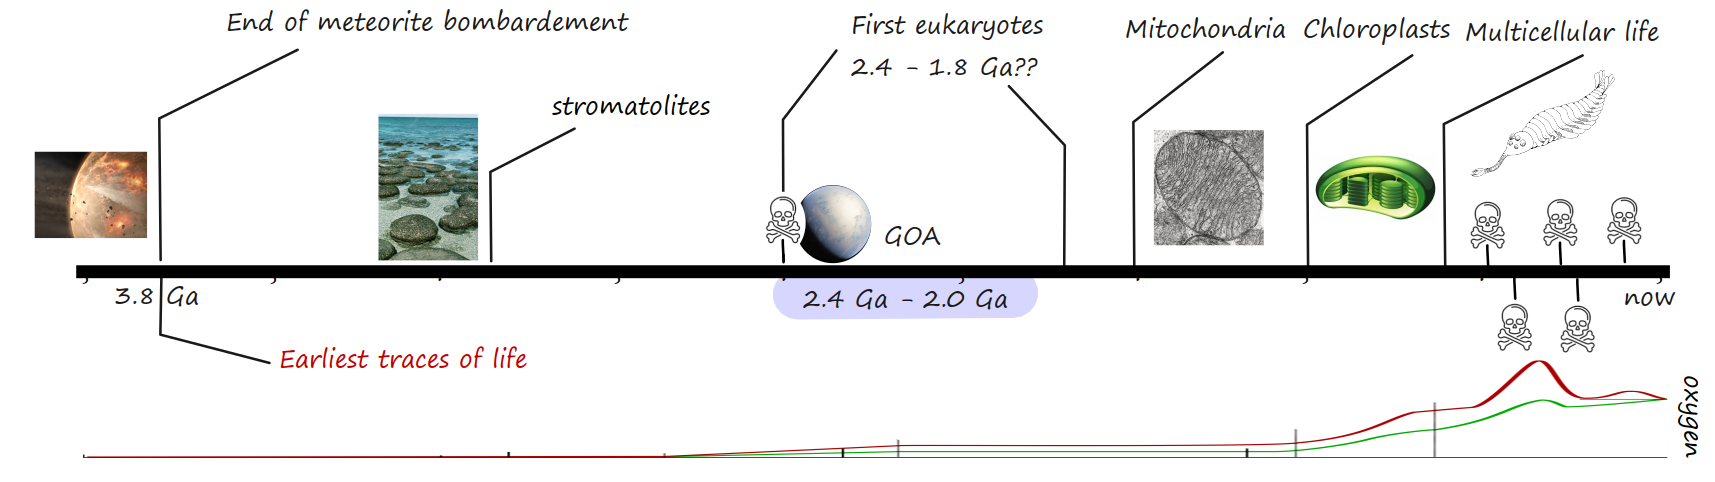 End of meteorite bombardement
First eukaryotes
2.4 - 1.8 Ga??
Mitochondria
Chloroplasts
Multicellular life
stromatolites
GOA
3.8 Ga
2.4 Ga - 2.0 Ga
now
Earliest traces of life
oxygen